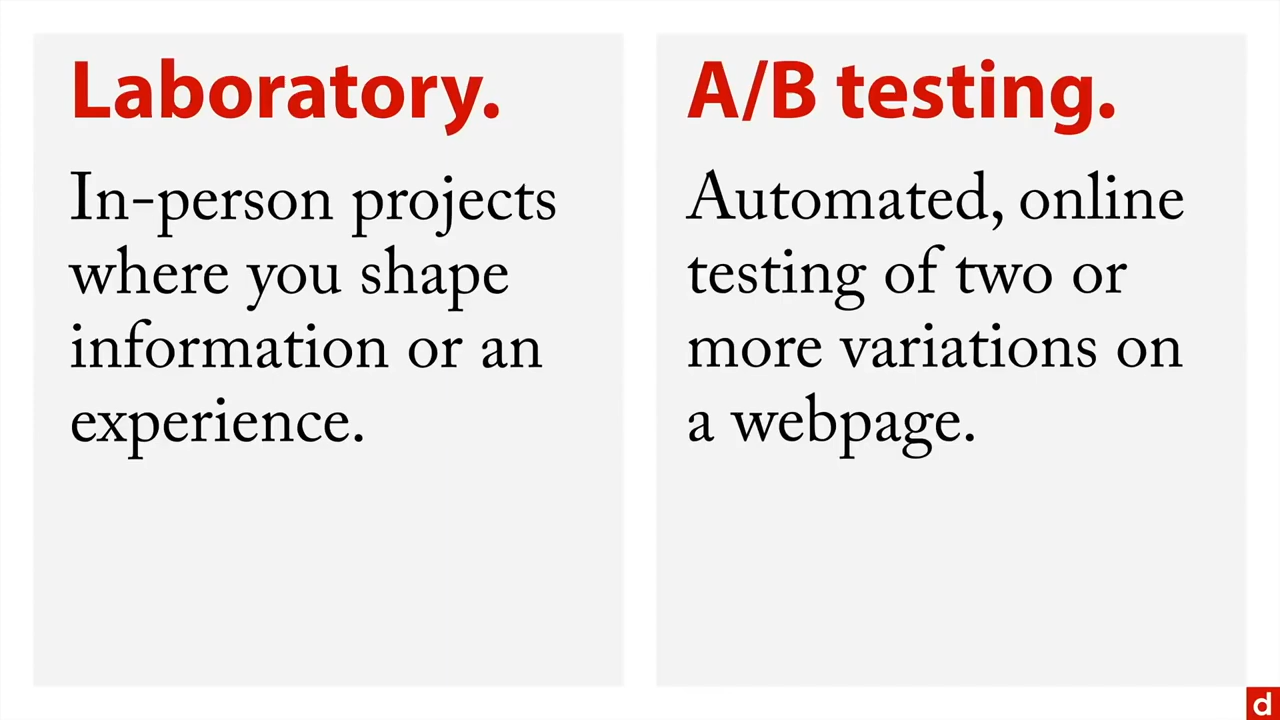 Laboratory.
In-person projects
where you shape
information or an
experience.
A/B testing.
Automated, online
testing of two or
more variations on
a webpage.
d